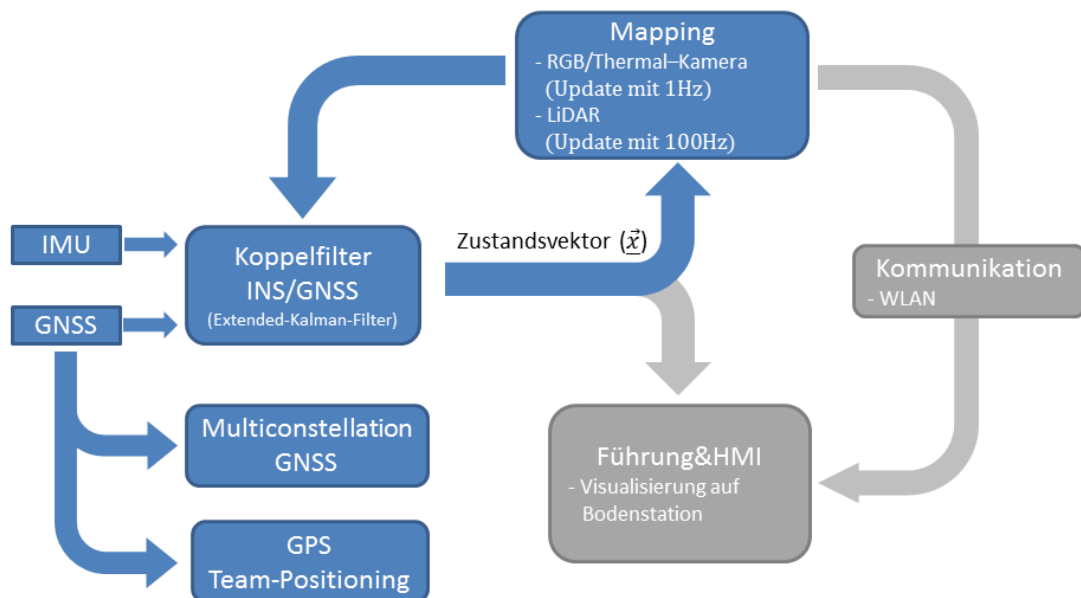 Mapping
- RGB/Thermal–Kamera
(Update mit 1Hz)
- LiDAR
(Update mit 100Hz)
IMU
GNSS
Koppelfilter
INS/GNSS
(Extended-Kalman-Filter)
Zustandsvektor (x⃗)
Kommunikation
- WLAN
Multiconstellation
GNSS
GPS
Team-Positioning
Führung&HMI
- Visualisierung auf
Bodenstation